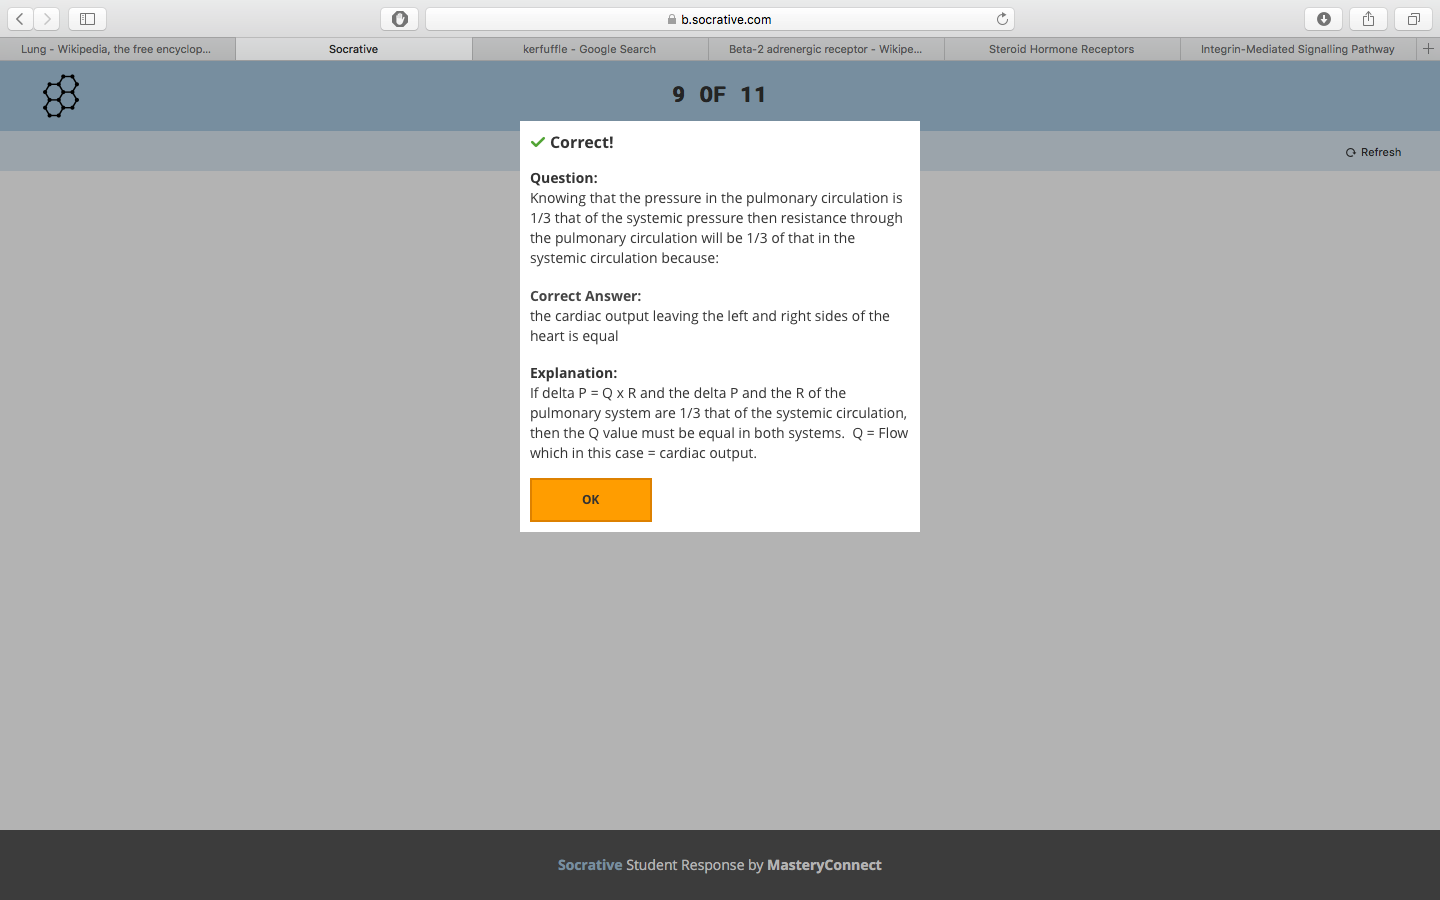 b.socrative.com
Lung - Wikipedia, the free encyclop...
Socrative
kerfuffle - Google Search
Beta-2 adrenergic receptor - Wikipe...
Steroid Hormone Receptors
Integrin-Mediated Signalling Pathway
9 OF 11
Refresh
Correct!
Question:
Knowing that the pressure in the pulmonary circulation is
1/3 that of the systemic pressure then resistance through
the pulmonary circulation will be 1/3 of that in the
systemic circulation because:
Correct Answer:
the cardiac output leaving the left and right sides of the
heart is equal
Explanation:
If delta P = Q x R and the delta P and the R of the
pulmonary system are 1/3 that of the systemic circulation,
then the Q value must be equal in both systems.  Q = Flow
which in this case = cardiac output.
OK
Socrative Student Response by MasteryConnect